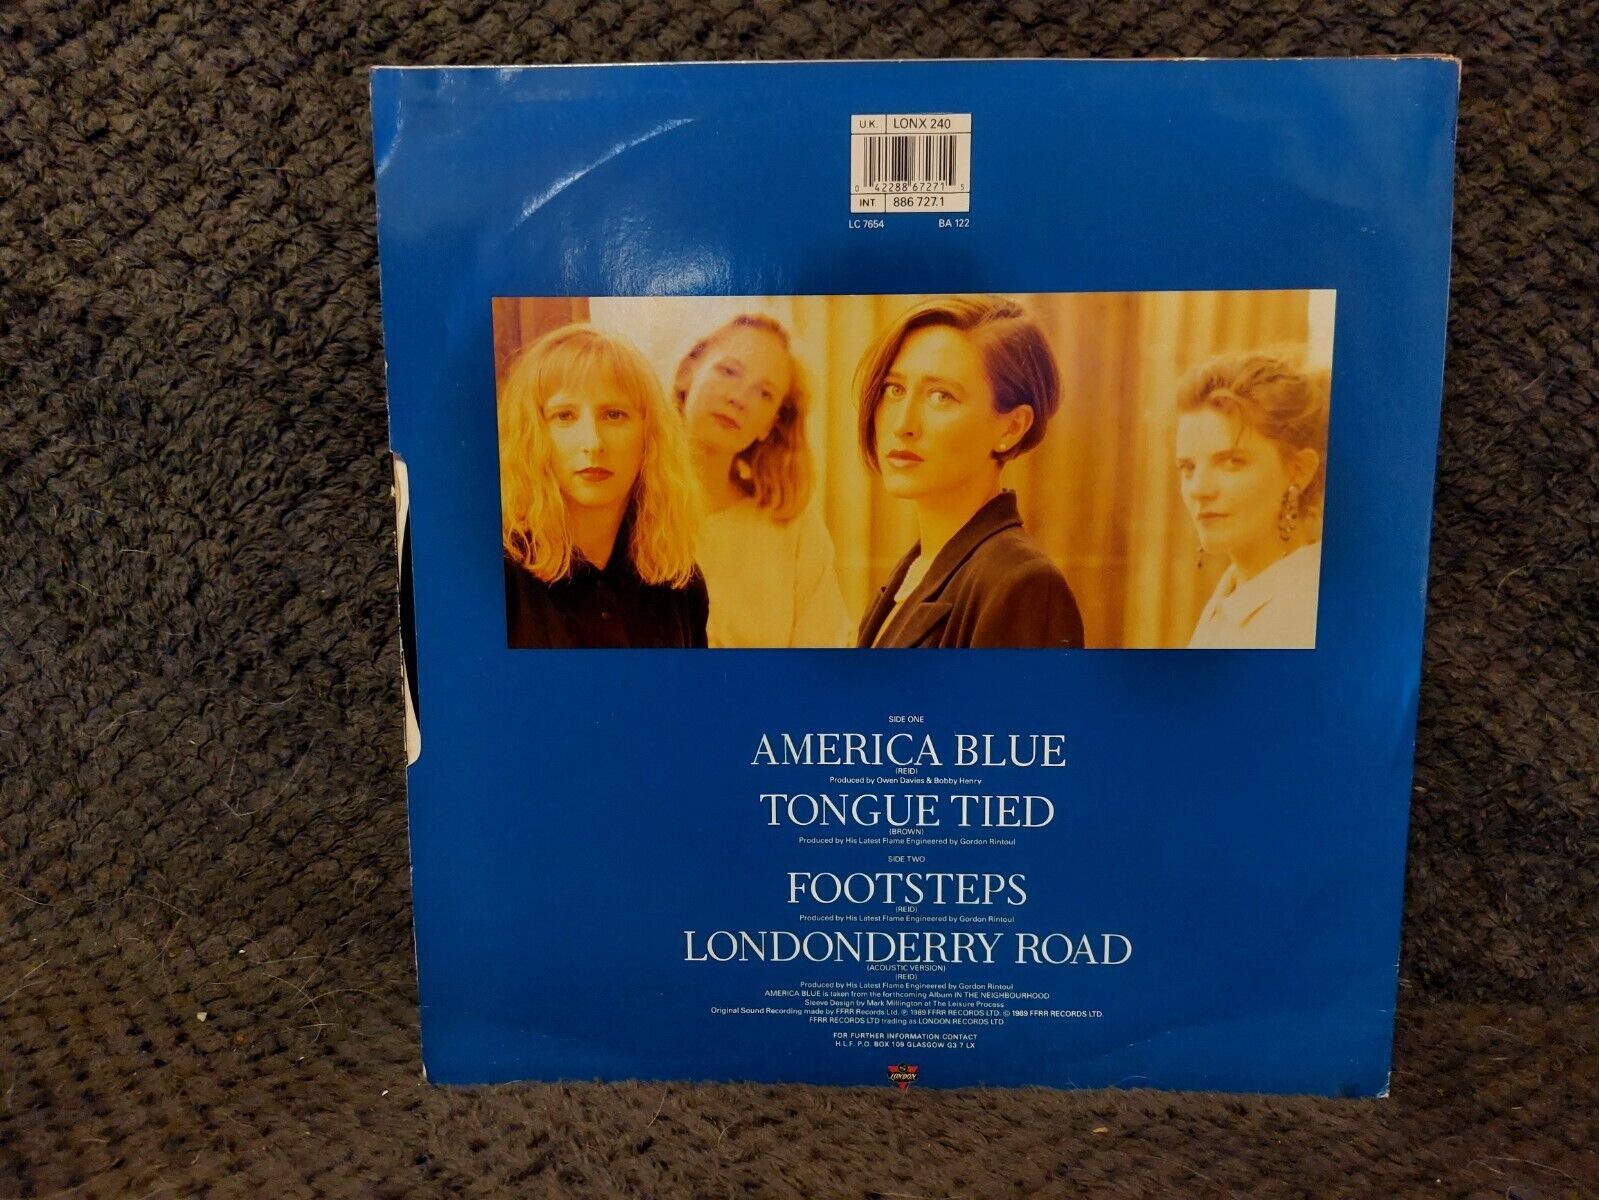 U.K. LONX 240
0 42288 67271 5
INT. 886 727.1
LC 7654 BA 122
SIDE ONE
AMERICA BLUE
(REID)
Produced by Owen Davies & Bobby Henry
TONGUE TIED
(BROWN)
Produced by His Latest Flame Engineered by Gordon Rintoul
SIDE TWO
FOOTSTEPS
(REID)
Produced by His Latest Flame Engineered by Gordon Rintoul
LONDONDERRY ROAD
(ACOUSTIC VERSION)
(REID)
Produced by His Latest Flame Engineered by Gordon Rintoul
AMERICA BLUE is taken from the forthcoming Album IN THE NEIGHBOURHOOD
Sleeve Design by Mark Millington at The Leisure Process
Original Sound Recording made by FFRR Records Ltd. ℗ 1989 FFRR RECORDS LTD. © 1989 FFRR RECORDS LTD.
FFRR RECORDS LTD trading as LONDON RECORDS LTD
FOR FURTHER INFORMATION CONTACT
H.L.F. P.O. BOX 109 GLASGOW G3 7 LX
LONDON